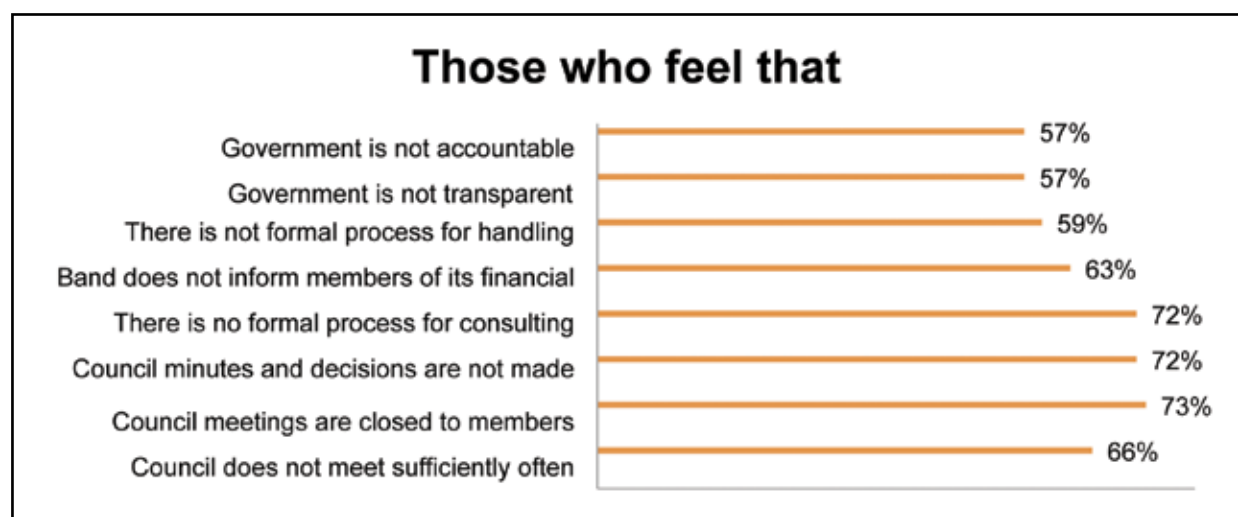 Those who feel that
Government is not accountable 57%
Government is not transparent 57%
There is not formal process for handling 59%
Band does not inform members of its financial 63%
There is no formal process for consulting 72%
Council minutes and decisions are not made 72%
Council meetings are closed to members 73%
Council does not meet sufficiently often 66%